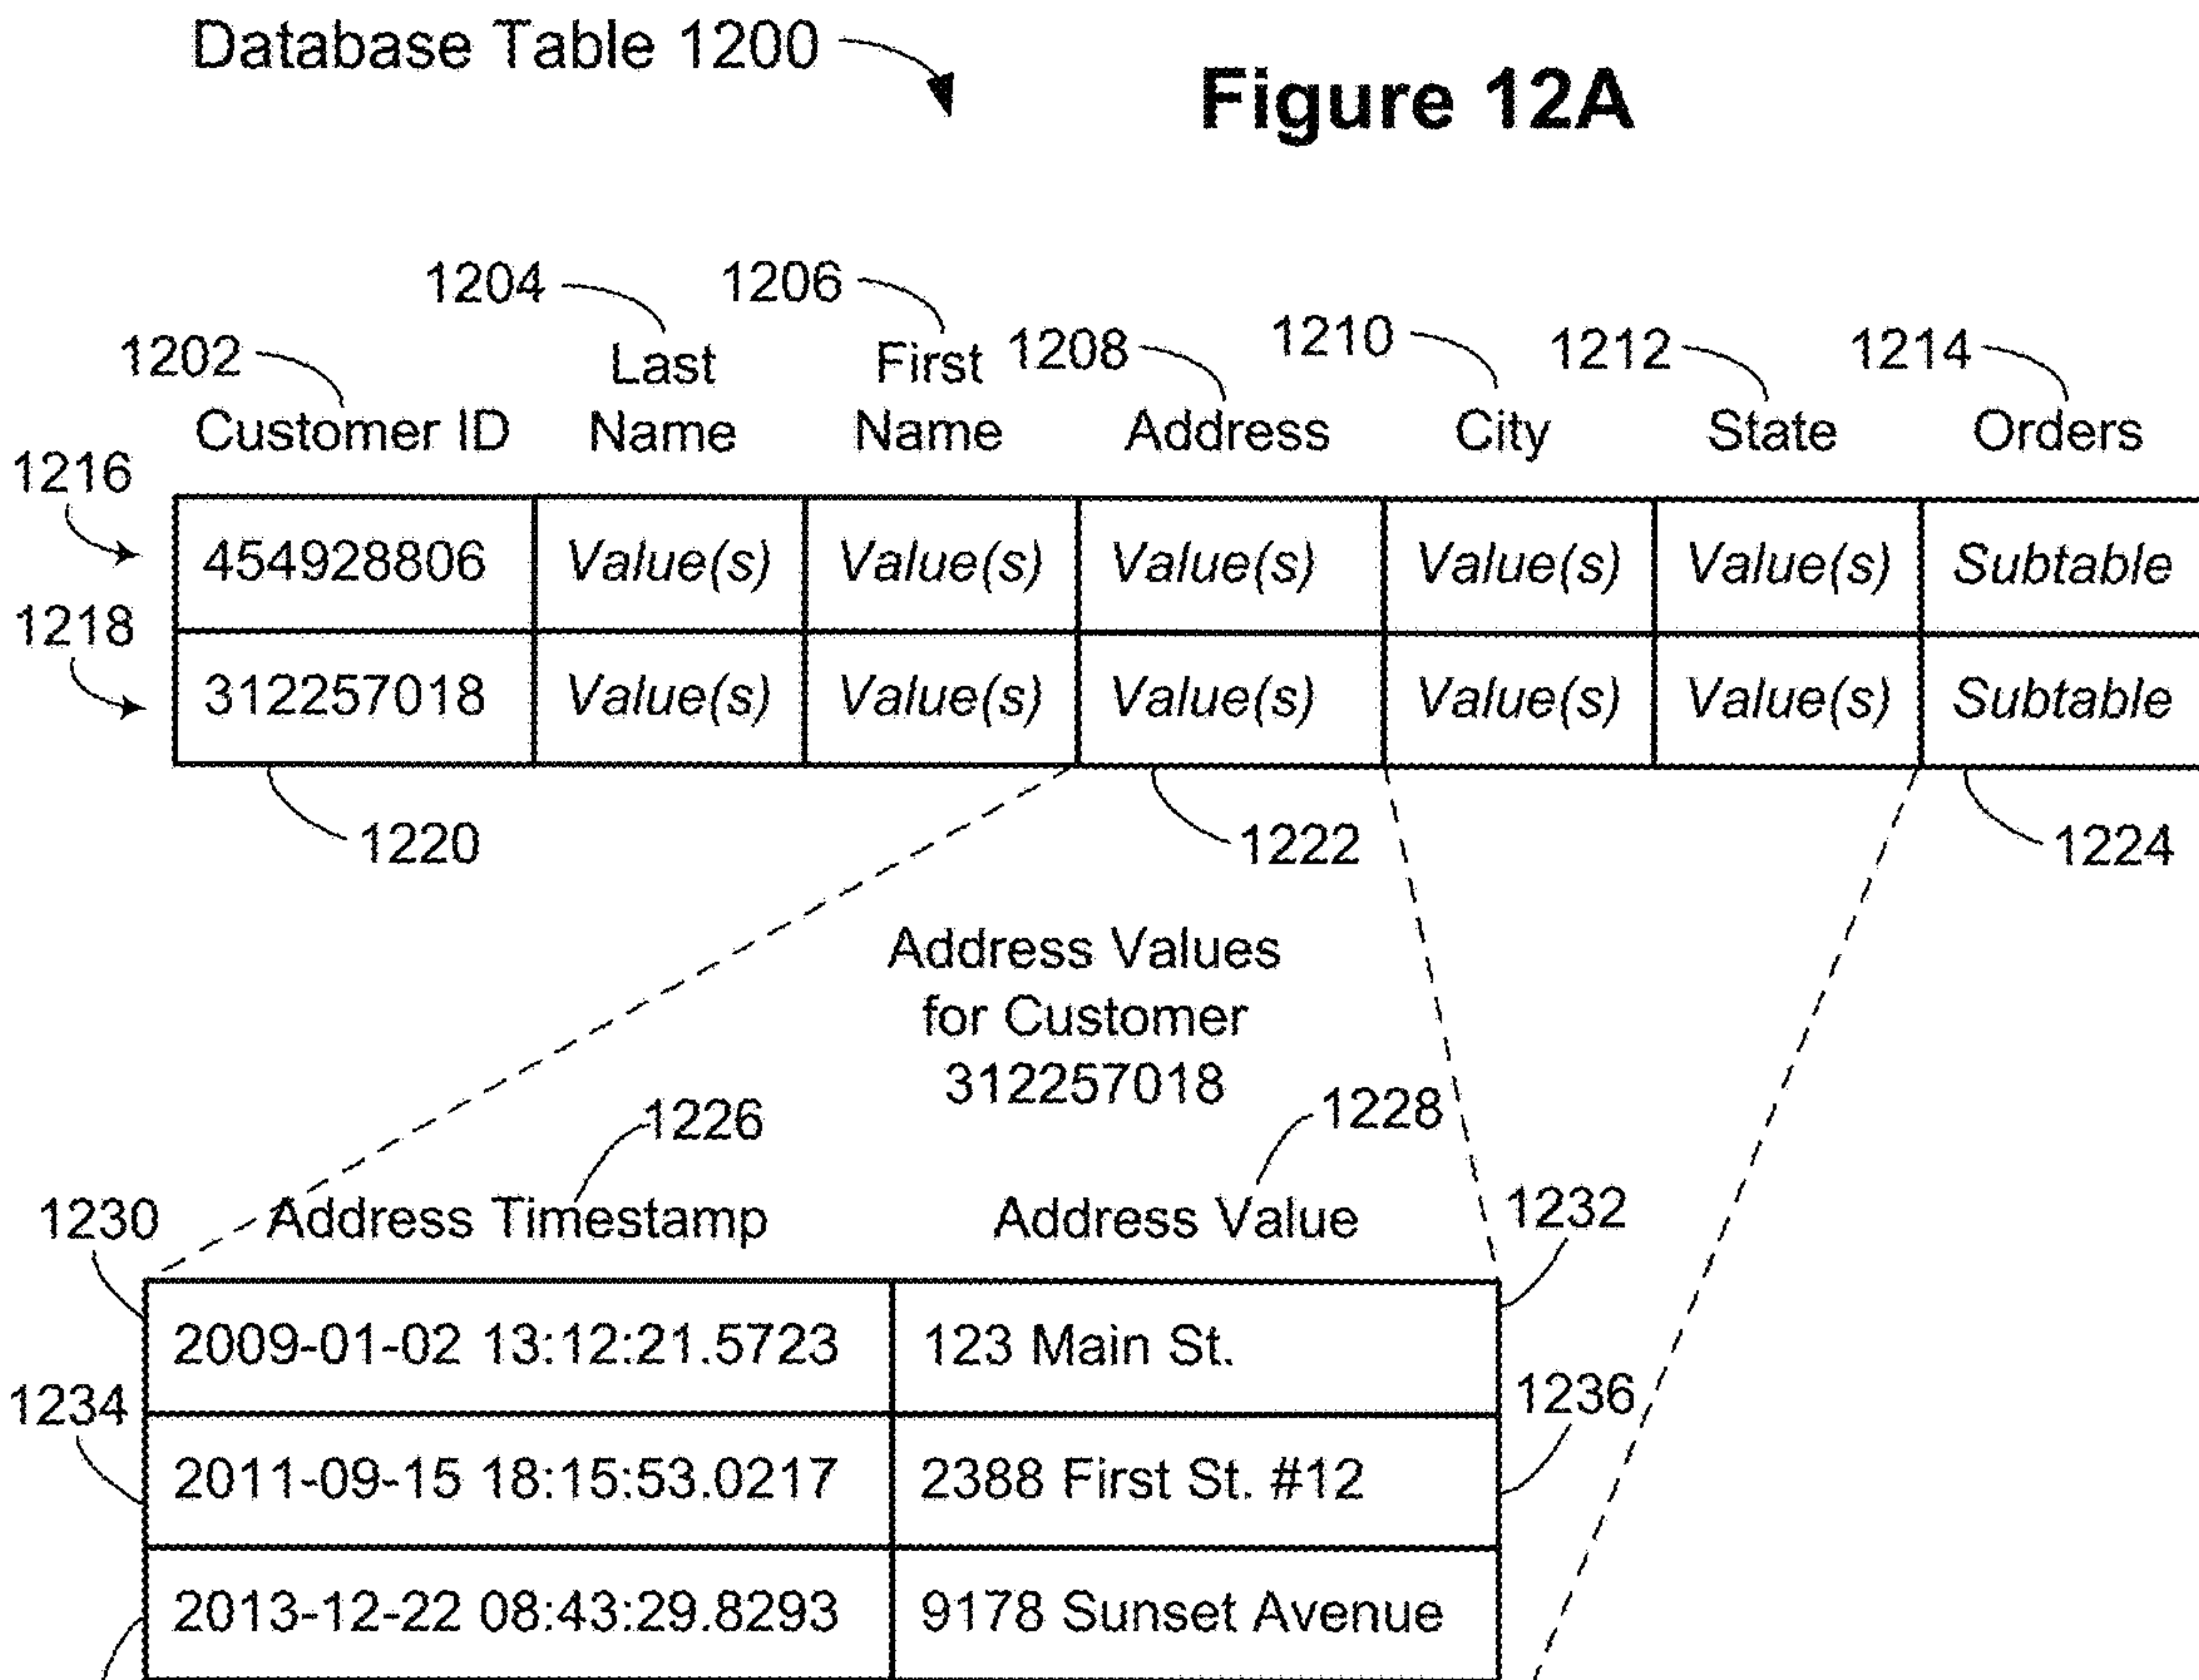 Database Table 1200
Figure 12A
1204 1206
1202 Last First 1208 1210 1212 1214
Customer ID Name Name Address City State Orders
1216
454928806 Value(s) Value(s) Value(s) Value(s) Value(s) Subtable
1218
312257018 Value(s) Value(s) Value(s) Value(s) Value(s) Subtable
1220 1222 1224
Address Values
for Customer
312257018
1226 1228
1230 Address Timestamp Address Value 1232
2009-01-02 13:12:21.5723 123 Main St.
1234 1236
2011-09-15 18:15:53.0217 2388 First St. #12
2013-12-22 08:43:29.8293 9178 Sunset Avenue